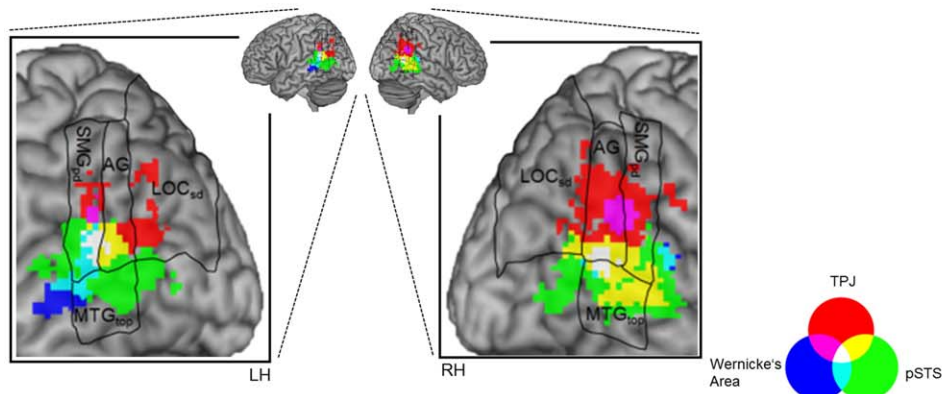 SMGpd
AG
LOCsd
MTGtop
LH
AG
SMGpd
LOCsd
MTGtop
RH
TPJ
Wernicke's
Area
pSTS